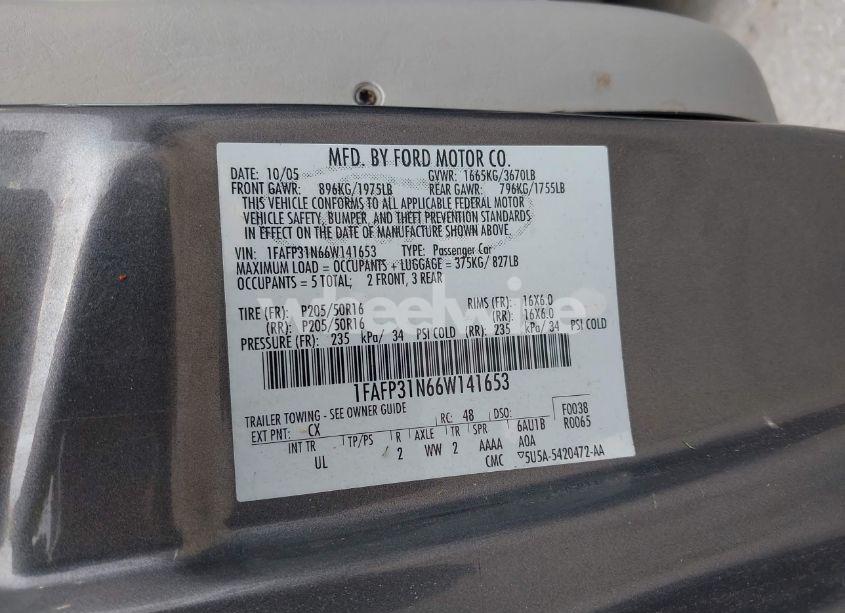 MFD. BY FORD MOTOR CO.
DATE: 10/05 GVWR: 1665KG/3670LB
FRONT GAWR: 896KG/1975LB REAR GAWR: 796KG/1755LB
THIS VEHICLE CONFORMS TO ALL APPLICABLE FEDERAL MOTOR
VEHICLE SAFETY, BUMPER, AND THEFT PREVENTION STANDARDS
IN EFFECT ON THE DATE OF MANUFACTURE SHOWN ABOVE.
VIN: 1FAFP31N66W141653 TYPE: Passenger Car
MAXIMUM LOAD = OCCUPANTS + LUGGAGE = 375KG/ 827LB
OCCUPANTS = 5 TOTAL; 2 FRONT, 3 REAR
wheelwire
TIRE (FR): P205/50R16 RIMS (FR): 16X6.0
(RR): P205/50R16 (RR): 16X6.0
PRESSURE (FR): 235 kPa/ 34 PSI COLD (RR): 235 kPa/ 34 PSI COLD
1FAFP31N66W141653
TRAILER TOWING - SEE OWNER GUIDE RC: 48 DSO: F0038
EXT PNT: CX R0065
INT TR TP/PS R AXLE TR SPR 6AU1B
UL 2 WW 2 AAAA A0A
CMC ▽5U5A-5420472-AA